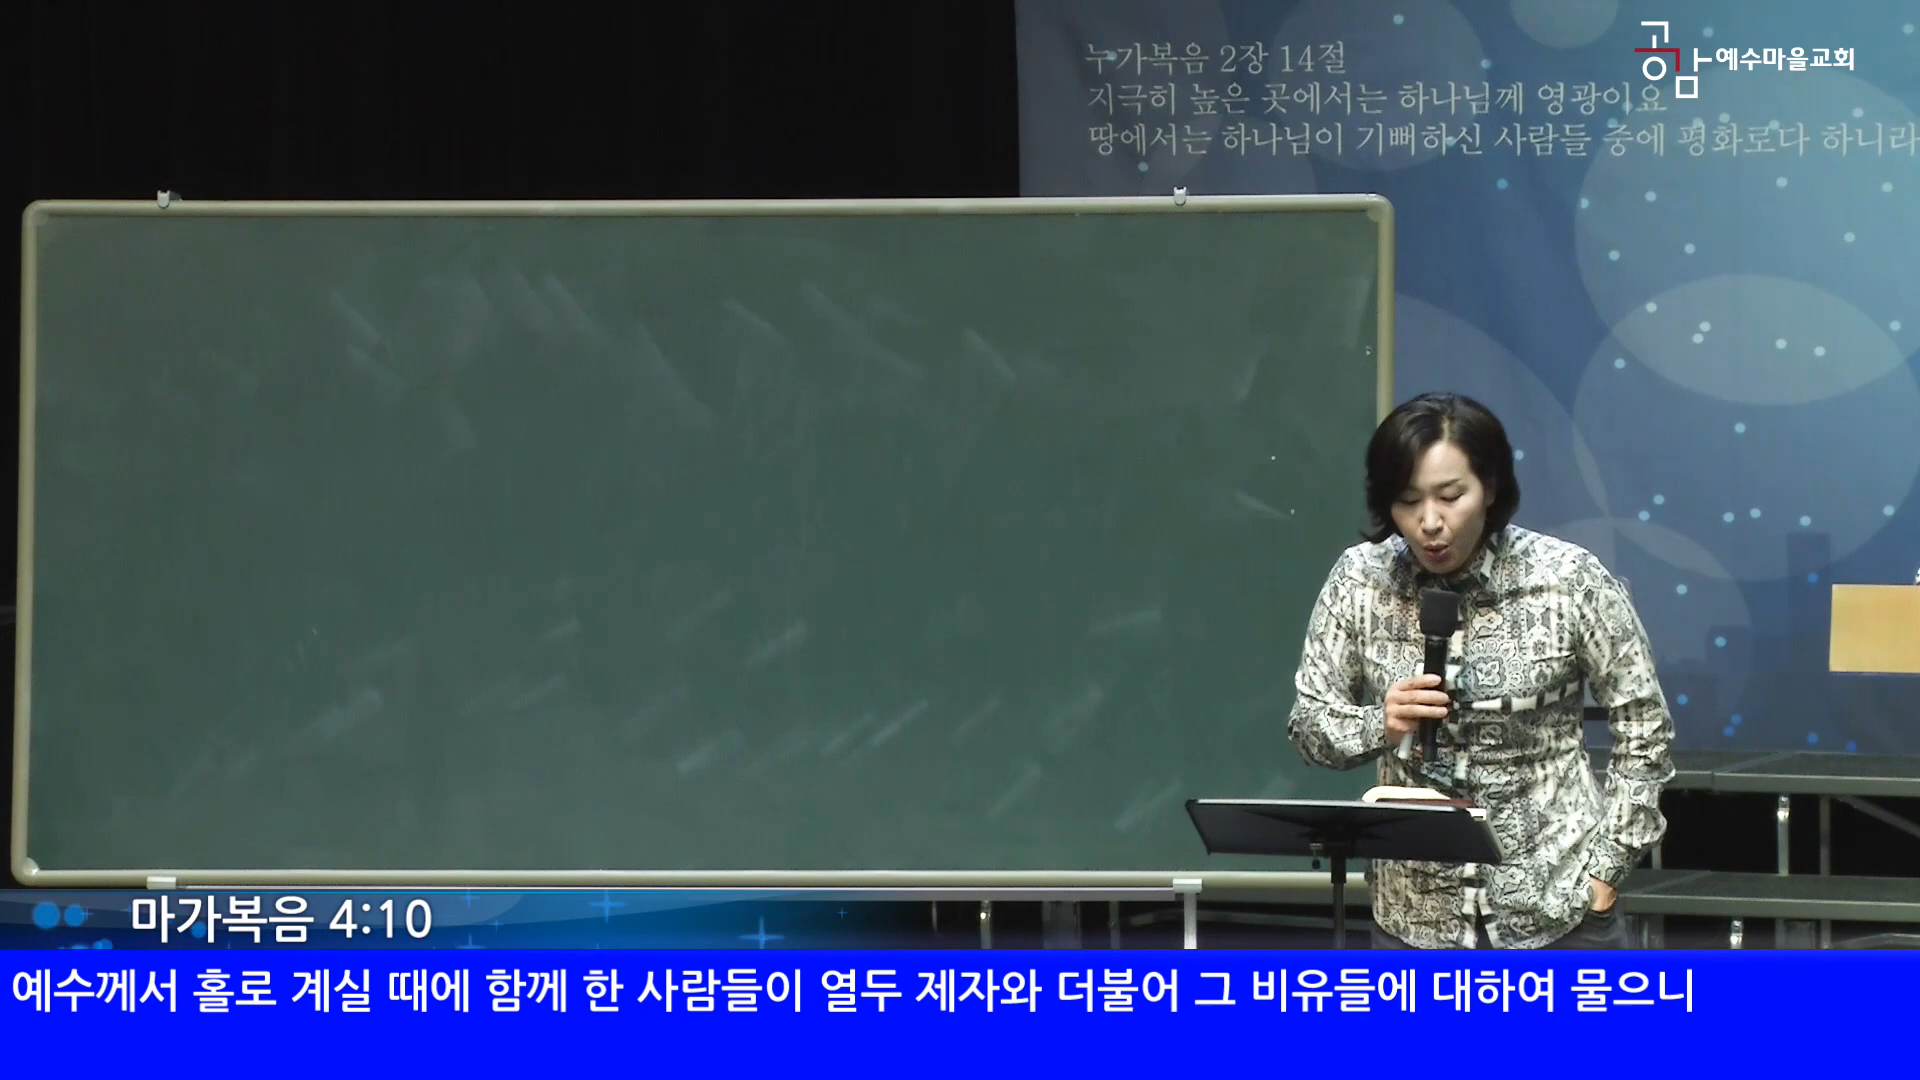 누가복음 2장 14절
지극히 높은 곳에서는 하나님께 영광이요
땅에서는 하나님이 기뻐하신 사람들 중에 평화로다 하니라
공감
예수마을교회
마가복음 4:10
예수께서 홀로 계실 때에 함께 한 사람들이 열두 제자와 더불어 그 비유들에 대하여 물으니